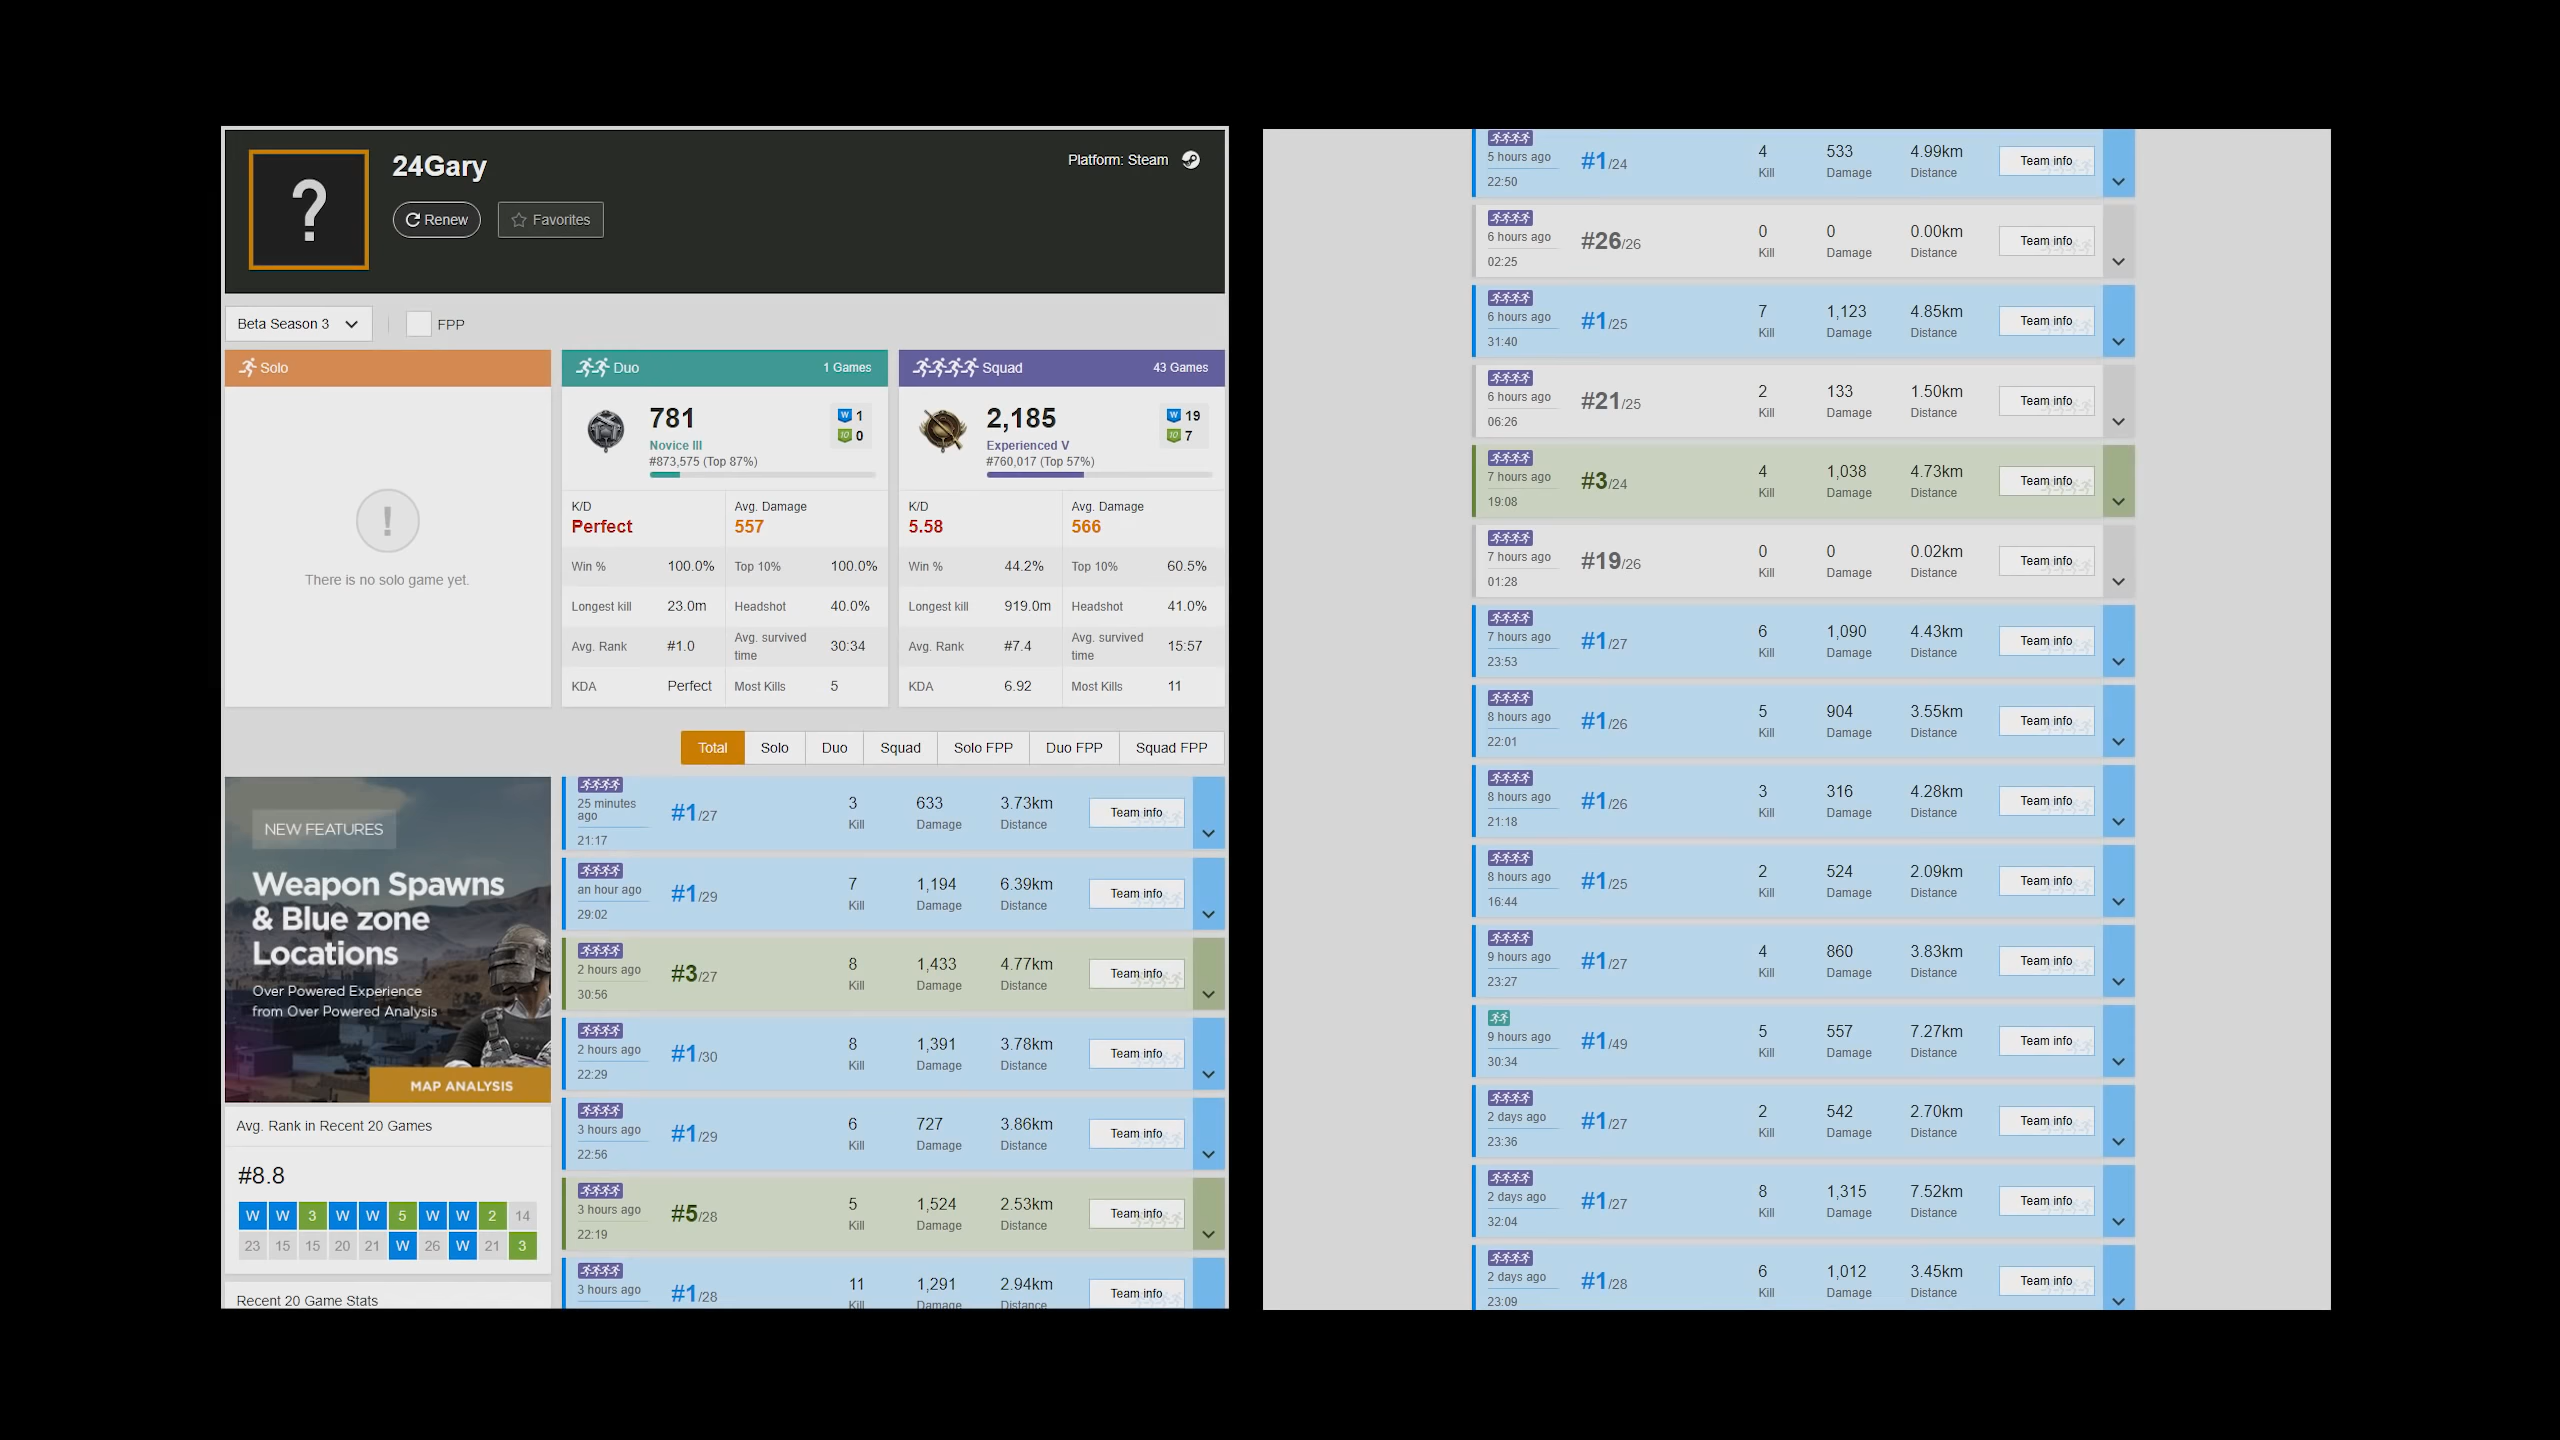 24Gary
Platform: Steam
Renew
Favorites
Beta Season 3
FPP
Solo
There is no solo game yet.
Duo
1 Games
781
Novice III
#873,575 (Top 87%)
W 1
10 0
K/D
Perfect
Avg. Damage
557
Win % 100.0% Top 10% 100.0%
Longest kill 23.0m Headshot 40.0%
Avg. Rank #1.0 Avg. survived time 30:34
KDA Perfect Most Kills 5
Squad
43 Games
2,185
Experienced V
#760,017 (Top 57%)
W 19
10 7
K/D
5.58
Avg. Damage
566
Win % 44.2% Top 10% 60.5%
Longest kill 919.0m Headshot 41.0%
Avg. Rank #7.4 Avg. survived time 15:57
KDA 6.92 Most Kills 11
Total Solo Duo Squad Solo FPP Duo FPP Squad FPP
NEW FEATURES
Weapon Spawns
& Blue zone
Locations
Over Powered Experience
from Over Powered Analysis
MAP ANALYSIS
Avg. Rank in Recent 20 Games
#8.8
W W 3 W W 5 W W 2 14
23 15 15 20 21 W 26 W 21 3
Recent 20 Game Stats
25 minutes ago
21:17
#1/27
3 Kill
633 Damage
3.73km Distance
Team info
an hour ago
29:02
#1/29
7 Kill
1,194 Damage
6.39km Distance
Team info
2 hours ago
30:56
#3/27
8 Kill
1,433 Damage
4.77km Distance
Team info
2 hours ago
22:29
#1/30
8 Kill
1,391 Damage
3.78km Distance
Team info
3 hours ago
22:56
#1/29
6 Kill
727 Damage
3.86km Distance
Team info
3 hours ago
22:19
#5/28
5 Kill
1,524 Damage
2.53km Distance
Team info
3 hours ago
#1/28
11 Kill
1,291 Damage
2.94km Distance
Team info
5 hours ago
22:50
#1/24
4 Kill
533 Damage
4.99km Distance
Team info
6 hours ago
02:25
#26/26
0 Kill
0 Damage
0.00km Distance
Team info
6 hours ago
31:40
#1/25
7 Kill
1,123 Damage
4.85km Distance
Team info
6 hours ago
06:26
#21/25
2 Kill
133 Damage
1.50km Distance
Team info
7 hours ago
19:08
#3/24
4 Kill
1,038 Damage
4.73km Distance
Team info
7 hours ago
01:28
#19/26
0 Kill
0 Damage
0.02km Distance
Team info
7 hours ago
23:53
#1/27
6 Kill
1,090 Damage
4.43km Distance
Team info
8 hours ago
22:01
#1/26
5 Kill
904 Damage
3.55km Distance
Team info
8 hours ago
21:18
#1/26
3 Kill
316 Damage
4.28km Distance
Team info
8 hours ago
16:44
#1/25
2 Kill
524 Damage
2.09km Distance
Team info
9 hours ago
23:27
#1/27
4 Kill
860 Damage
3.83km Distance
Team info
9 hours ago
30:34
#1/49
5 Kill
557 Damage
7.27km Distance
Team info
2 days ago
23:36
#1/27
2 Kill
542 Damage
2.70km Distance
Team info
2 days ago
32:04
#1/27
8 Kill
1,315 Damage
7.52km Distance
Team info
2 days ago
23:09
#1/28
6 Kill
1,012 Damage
3.45km Distance
Team info